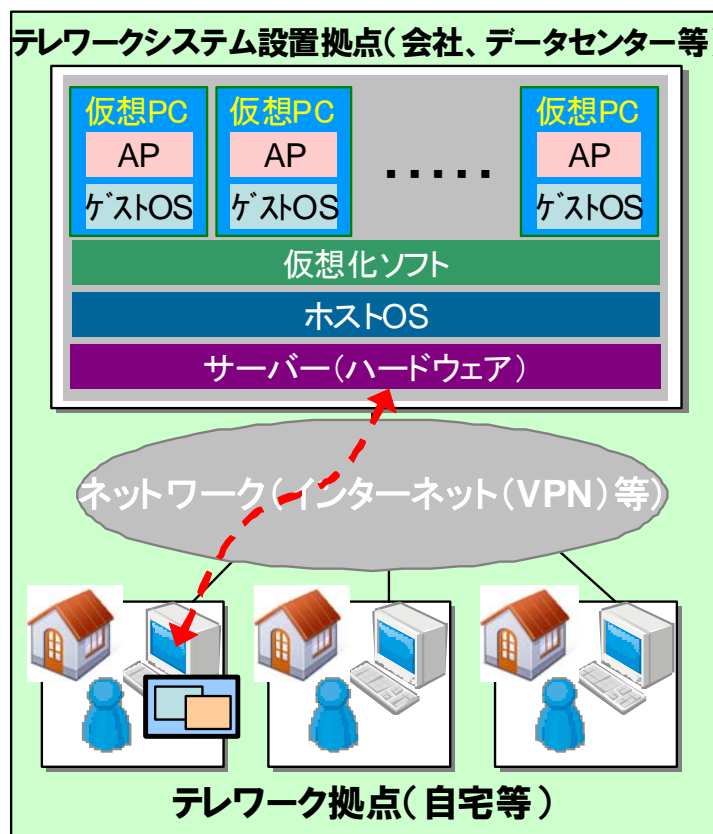 テレワークシステム設置拠点(会社、データセンター等
仮想PC 仮想PC 仮想PC
AP AP ..... AP
ｹﾞｽﾄOS ｹﾞｽﾄOS ｹﾞｽﾄOS
仮想化ソフト
ホストOS
サーバー(ハードウェア)
ネットワーク(インターネット(VPN)等)
テレワーク拠点(自宅等)